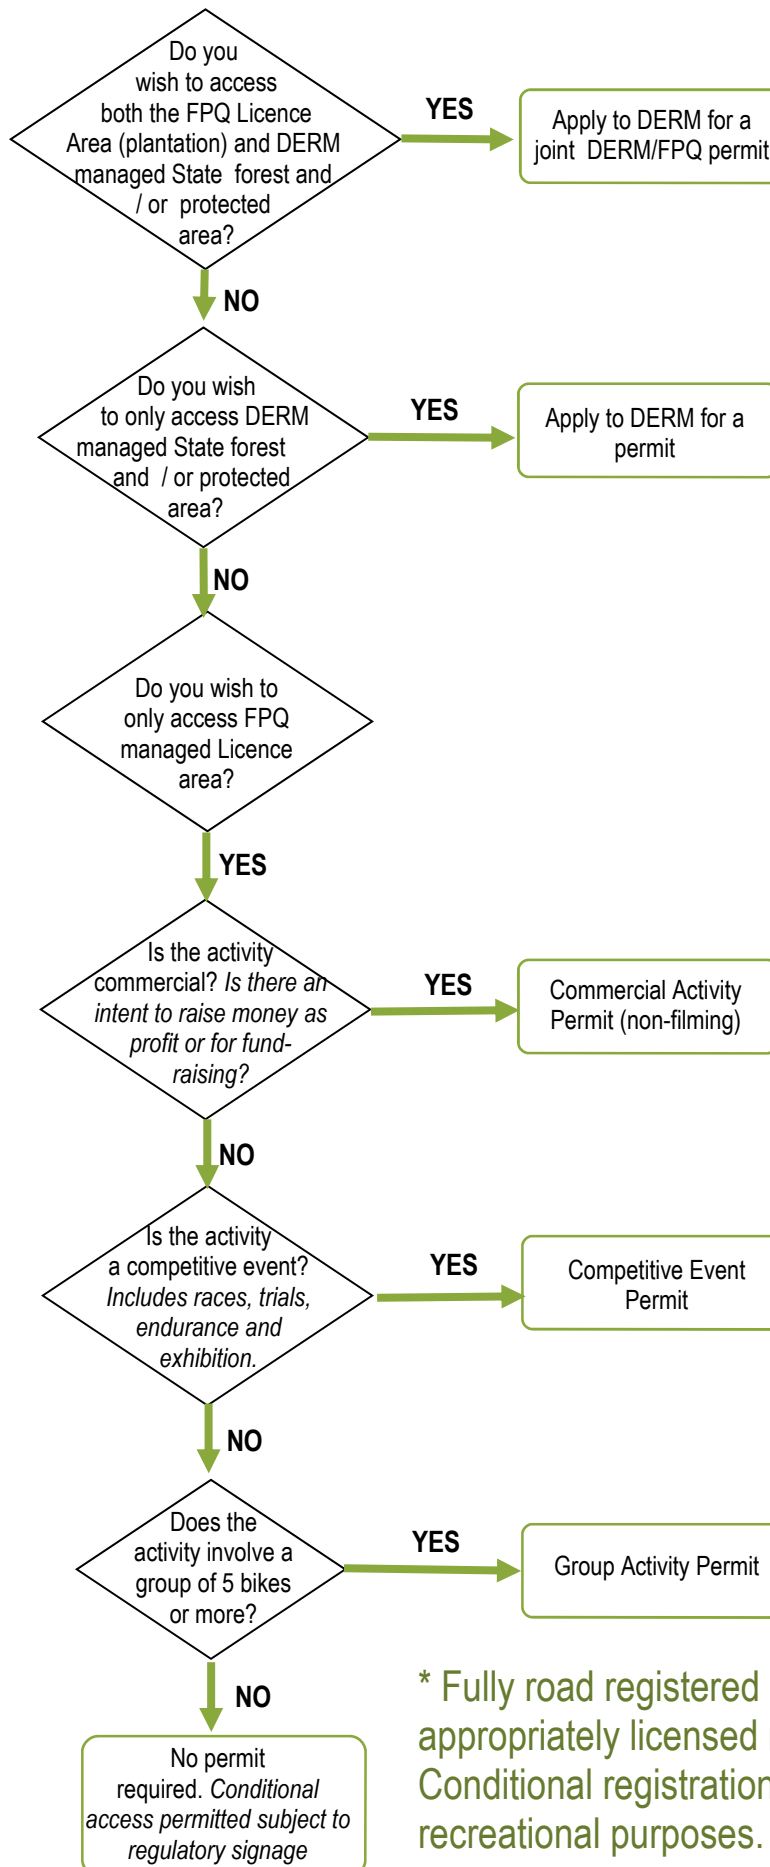 Do you
wish to access
both the FPQ Licence
Area (plantation) and DERM
managed State forest and
/ or protected
area?
YES
Apply to DERM for a
joint DERM/FPQ permit
NO
Do you wish
to only access DERM
managed State forest
and / or protected
area?
YES
Apply to DERM for a
permit
NO
Do you wish to
only access FPQ
managed Licence
area?
YES
Is the activity
commercial? Is there an
intent to raise money as
profit or for fund-
raising?
YES
Commercial Activity
Permit (non-filming)
NO
Is the activity
a competitive event?
Includes races, trials,
endurance and
exhibition.
YES
Competitive Event
Permit
NO
Does the
activity involve a
group of 5 bikes
or more?
YES
Group Activity Permit
NO
No permit
required. Conditional
access permitted subject to
regulatory signage
* Fully road registered
appropriately licensed
Conditional registration
recreational purposes.